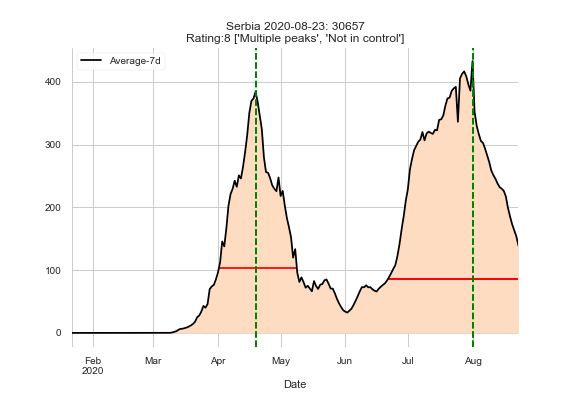 Serbia 2020-08-23: 30657
Rating:8 ['Multiple peaks', 'Not in control']
Average-7d
400
300
200
100
0
Feb
2020
Mar
Apr
May
Jun
Jul
Aug
Date